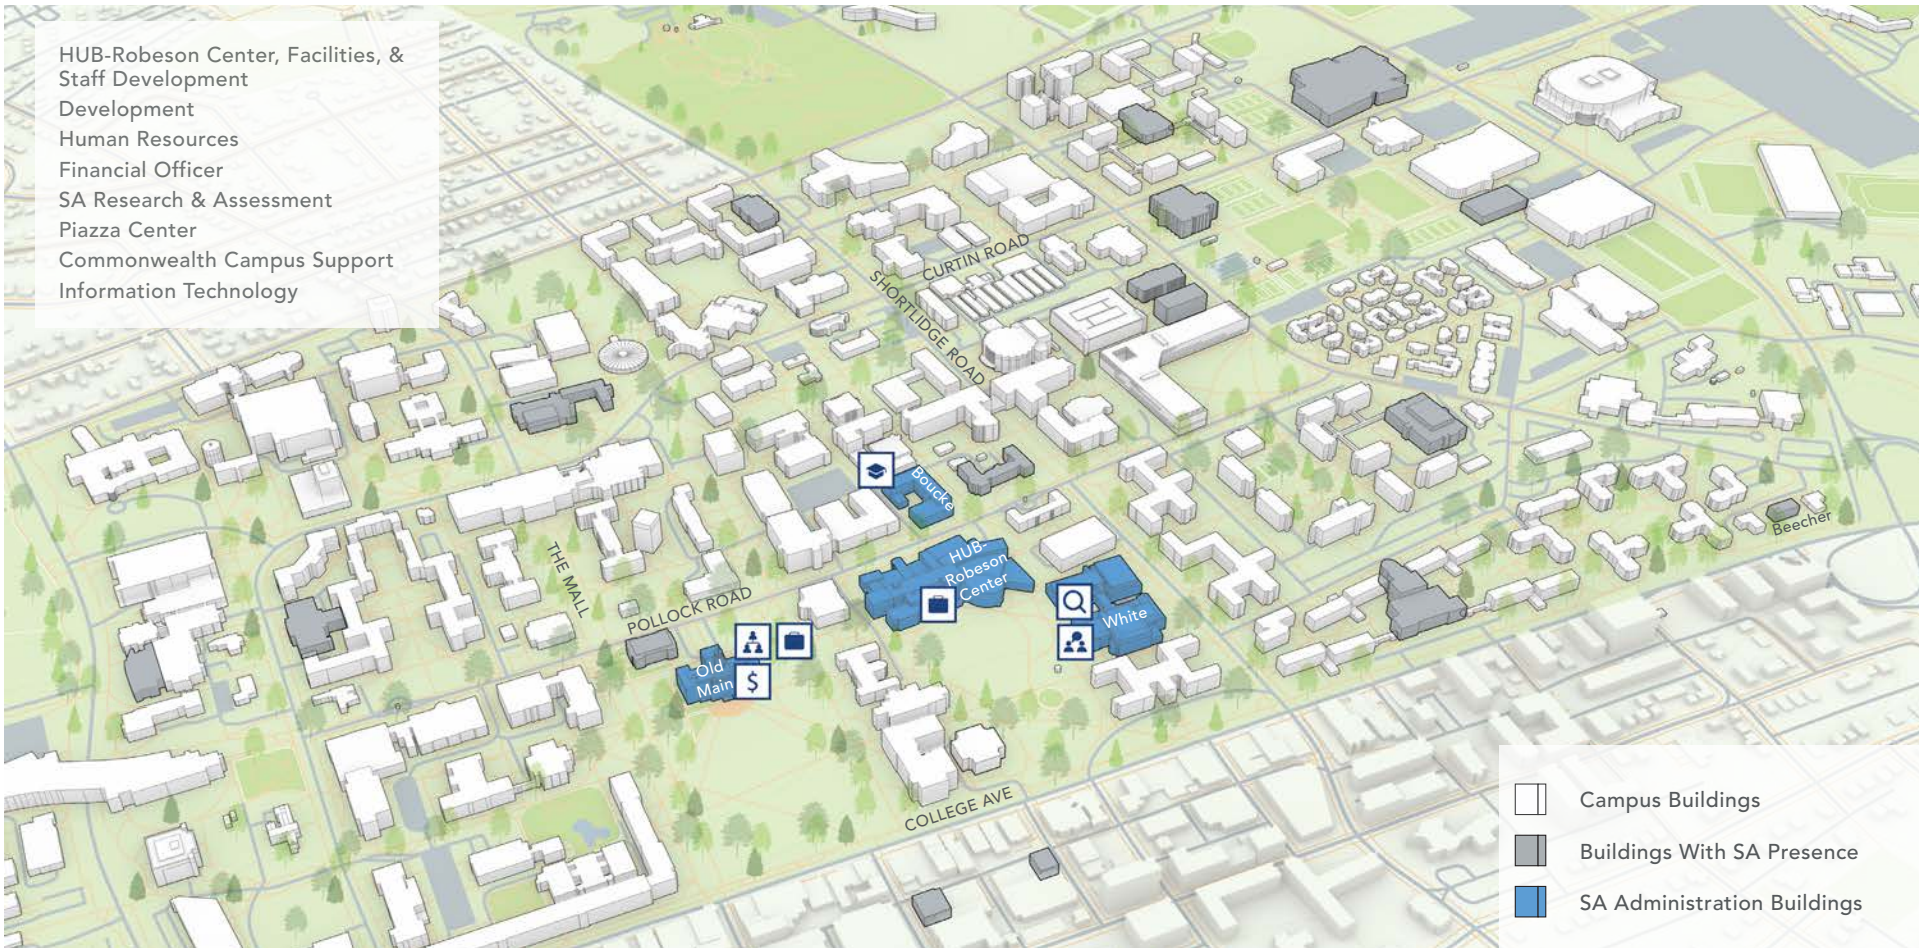 HUB-Robeson Center, Facilities, &
Staff Development
Development
Human Resources
Financial Officer
SA Research & Assessment
Piazza Center
Commonwealth Campus Support
Information Technology
CURTIN ROAD
SHORTLIDGE ROAD
Boucke
Beecher
THE MALL
HUB-
Robeson
Center
POLLOCK ROAD
White
Old
Main
$
COLLEGE AVE
Campus Buildings
Buildings With SA Presence
SA Administration Buildings